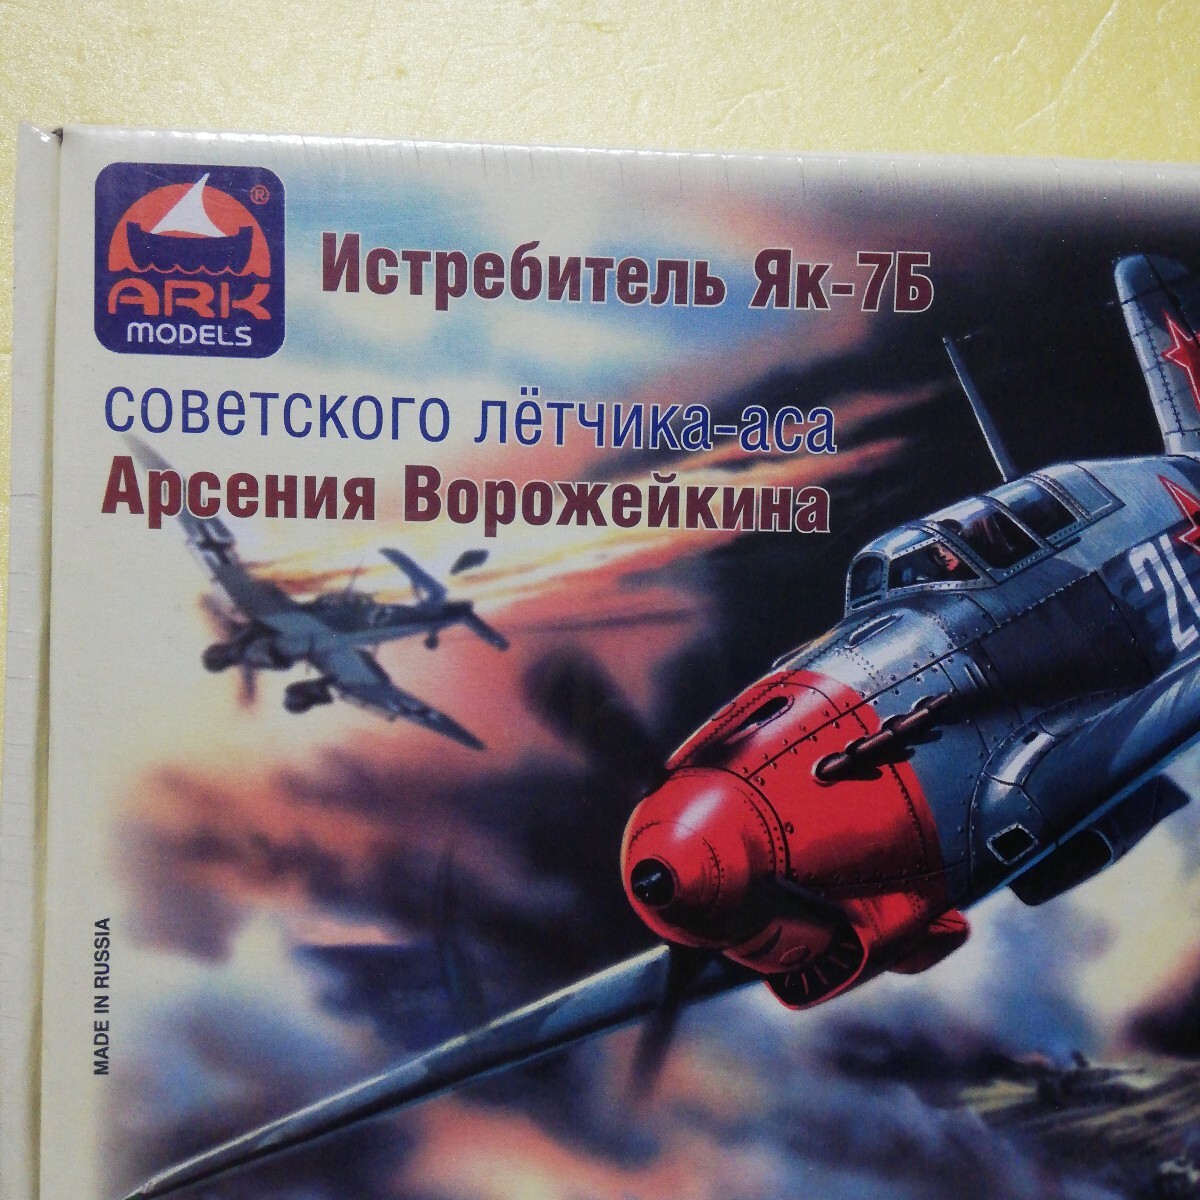 ARK
MODELS
®
Истребитель Як-7Б
советского лётчика-аса
Арсения Ворожейкина
MADE IN RUSSIA